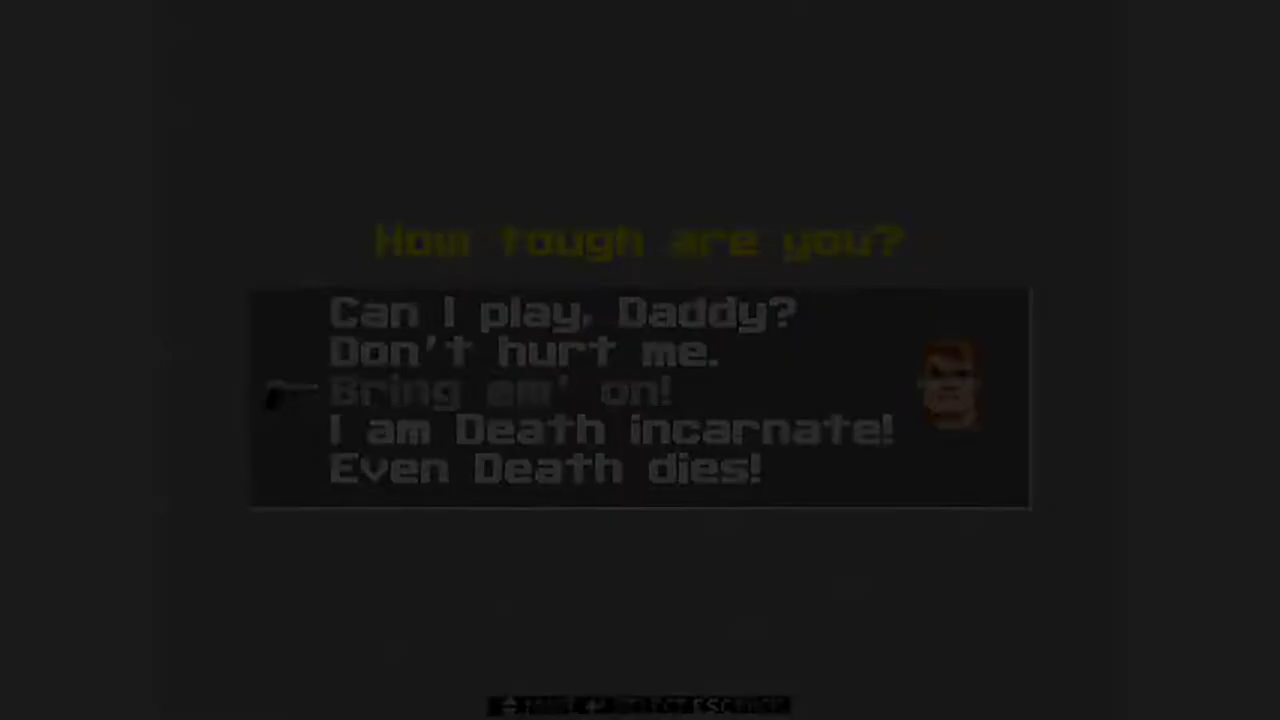 How tough are you?
Can I play, Daddy?
Don't hurt me.
Bring em' on!
I am Death incarnate!
Even Death dies!